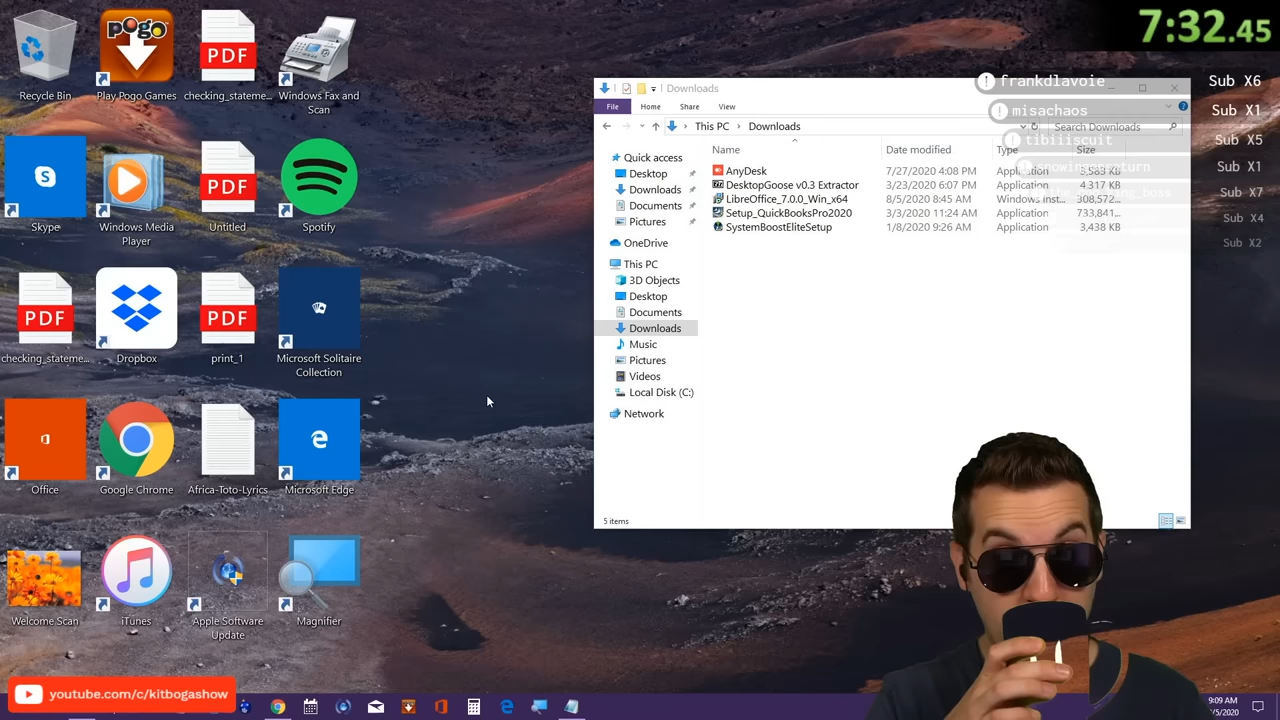 7:32.45
frankdlavoie Sub X6
misachaos Sub X1
tibiliscuit Sub X5
Sub X1
Sub X7
Sub X4
Sub X2
Recycle Bin
Play Pogo Games
checking_stateme...
Windows Fax and
Scan
Skype
Windows Media
Player
Untitled
Spotify
checking_stateme...
Dropbox
print_1
Microsoft Solitaire
Collection
Office
Google Chrome
Africa-Toto-Lyrics
Microsoft Edge
Welcome Scan
iTunes
Apple Software
Update
Magnifier
pogo
PDF
PDF
PDF
PDF
Downloads
File Home Share View
This PC Downloads
Search Downloads
Quick access
Desktop
Downloads
Documents
Pictures
OneDrive
This PC
3D Objects
Desktop
Documents
Downloads
Music
Pictures
Videos
Local Disk (C:)
Network
Name Date modified Type Size
AnyDesk 7/27/2020 4:08 PM
DesktopGoose v0.3 Extractor 3/23/2020 6:07 PM Application 4,317 KB
LibreOffice_7.0.0_Win_x64 8/5/2020 8:45 AM Windows Inst... 308,572...
Setup_QuickBooksPro2020 3/3/2020 11:24 AM Application 733,841...
SystemBoostEliteSetup 1/8/2020 9:26 AM Application 3,438 KB
5 items
youtube.com/c/kitbogashow
9:09 AM
/5/2020